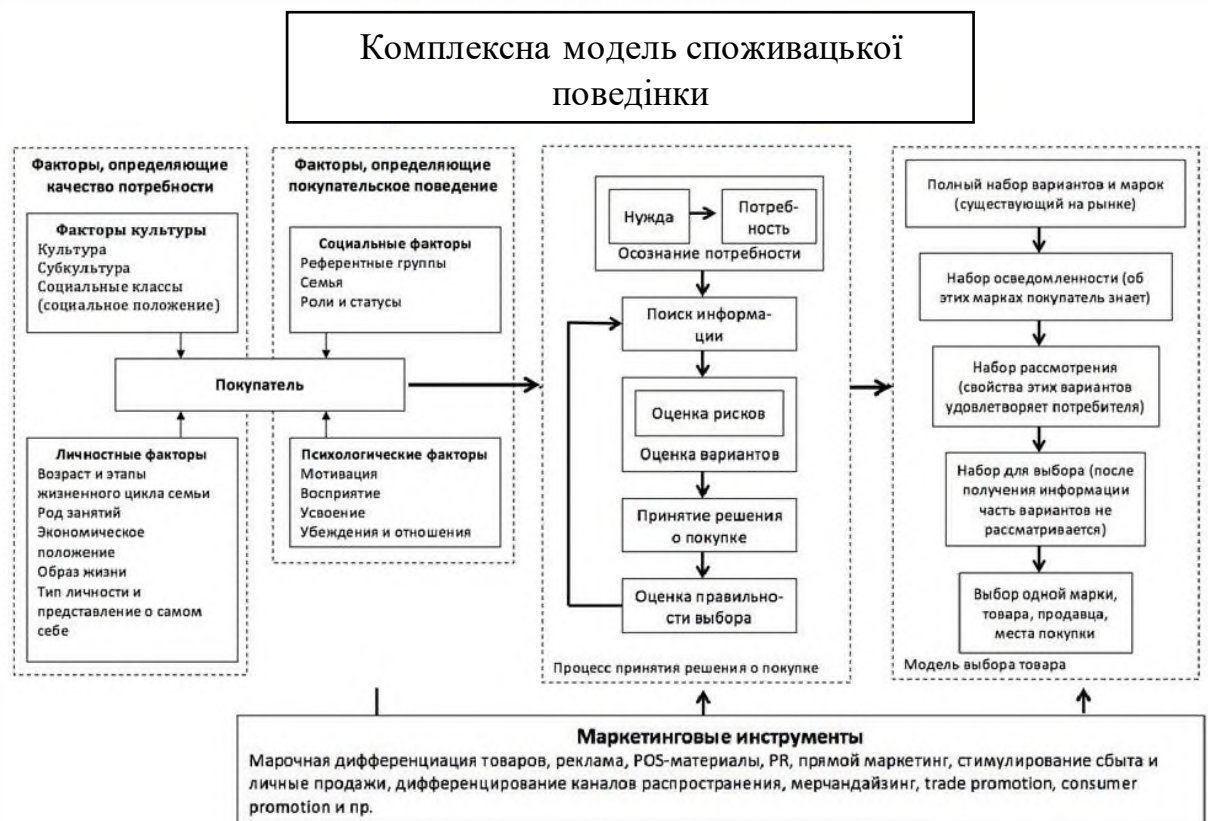 Комплексна модель споживацької
поведінки
Факторы, определяющие
качество потребности
Факторы культуры
Культура
Субкультура
Социальные классы
(социальное положение)
Факторы, определяющие
покупательское поведение
Социальные факторы
Референтные группы
Семья
Роли и статусы
Покупатель
Личностные факторы
Возраст и этапы
жизненного цикла семьи
Род занятий
Экономическое
положение
Образ жизни
Тип личности и
представление о самом
себе
Психологические факторы
Мотивация
Восприятие
Усвоение
Убеждения и отношения
Нужда
Потреб-
ность
Осознание потребности
Поиск информа-
ции
Оценка рисков
Оценка вариантов
Принятие решения
о покупке
Оценка правильно-
сти выбора
Процесс принятия решения о покупке
Полный набор вариантов и марок
(существующий на рынке)
Набор осведомленности (об
этих марках покупатель знает)
Набор рассмотрения
(свойства этих вариантов
удовлетворяет потребителя)
Набор для выбора (после
получения информации
часть вариантов не
рассматривается)
Выбор одной марки,
товара, продавца,
места покупки
Модель выбора товара
Маркетинговые инструменты
Марочная дифференциация товаров, реклама, POS-материалы, PR, прямой маркетинг, стимулирование сбыта и
личные продажи, дифференцирование каналов распространения, мерчандайзинг, trade promotion, consumer
promotion и пр.